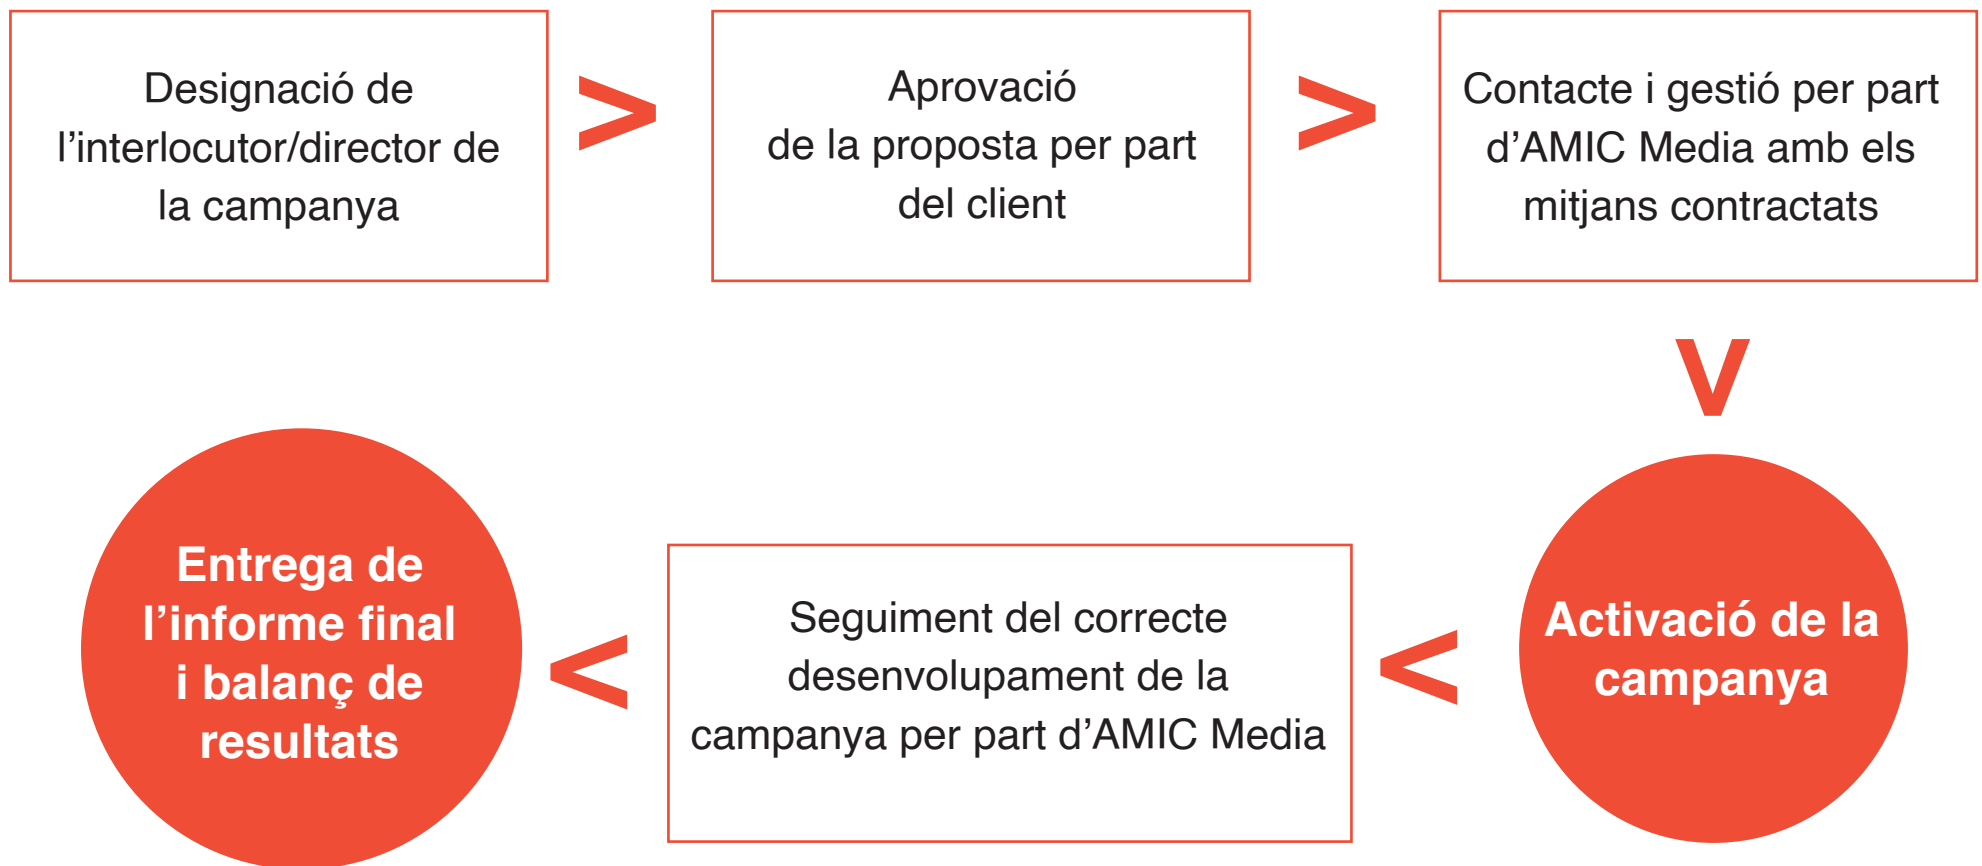 Designació de
l’interlocutor/director de
la campanya
>
Aprovació
de la proposta per part
del client
>
Contacte i gestió per part
d’AMIC Media amb els
mitjans contractats
V
Activació de la
campanya
<
Seguiment del correcte
desenvolupament de la
campanya per part d’AMIC Media
<
Entrega de
l’informe final
i balanç de
resultats